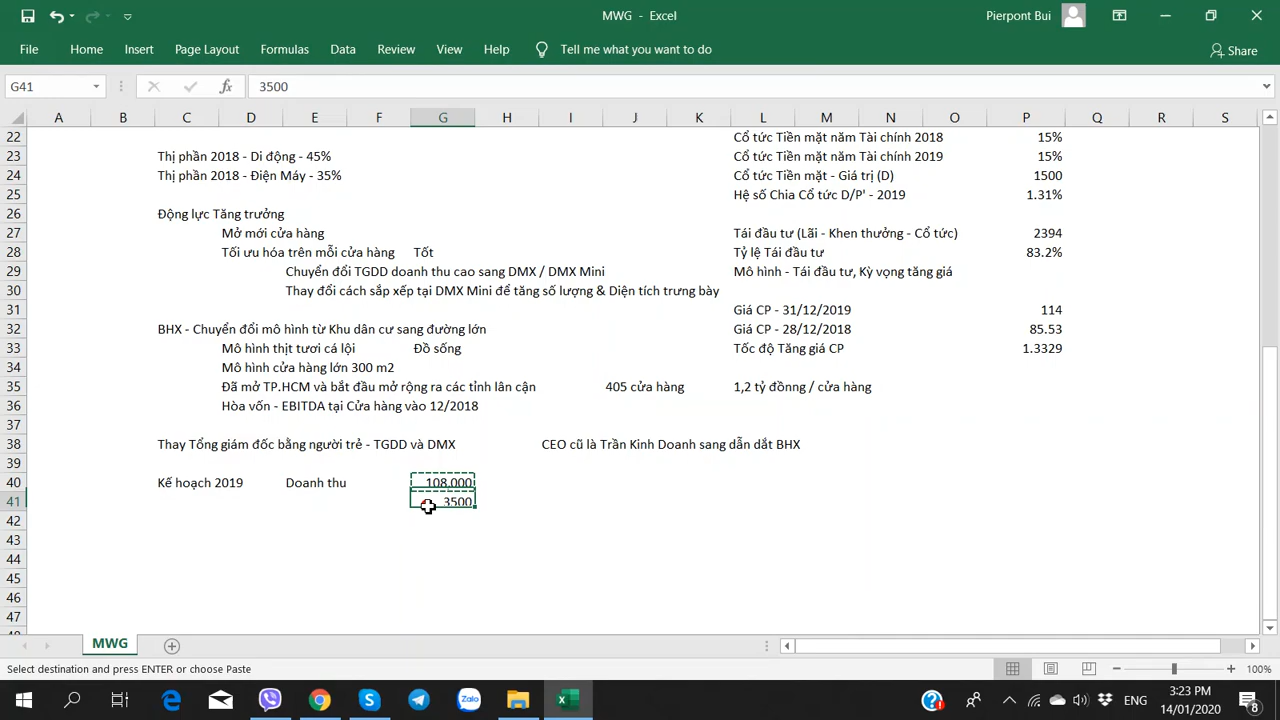 MWG - Excel
Pierpont Bui
File Home Insert Page Layout Formulas Data Review View Help Tell me what you want to do Share
G41 fx 3500
A B C D E F G H I J K L M N O P Q R S
22 Cổ tức Tiền mặt năm Tài chính 2018 15%
23 Thị phần 2018 - Di động - 45% Cổ tức Tiền mặt năm Tài chính 2019 15%
24 Thị phần 2018 - Điện Máy - 35% Cổ tức Tiền mặt - Giá trị (D) 1500
25 Hệ số Chia Cổ tức D/P' - 2019 1.31%
26 Động lực Tăng trưởng
27 Mở mới cửa hàng Tái đầu tư (Lãi - Khen thưởng - Cổ tức) 2394
28 Tối ưu hóa trên mỗi cửa hàng Tốt Tỷ lệ Tái đầu tư 83.2%
29 Chuyển đổi TGDD doanh thu cao sang DMX / DMX Mini Mô hình - Tái đầu tư, Kỳ vọng tăng giá
30 Thay đổi cách sắp xếp tại DMX Mini để tăng số lượng & Diện tích trưng bày
31 Giá CP - 31/12/2019 114
32 BHX - Chuyển đổi mô hình từ Khu dân cư sang đường lớn Giá CP - 28/12/2018 85.53
33 Mô hình thịt tươi cá lội Đồ sống Tốc độ Tăng giá CP 1.3329
34 Mô hình cửa hàng lớn 300 m2
35 Đã mở TP.HCM và bắt đầu mở rộng ra các tỉnh lân cận 405 cửa hàng 1,2 tỷ đồnng / cửa hàng
36 Hòa vốn - EBITDA tại Cửa hàng vào 12/2018
37
38 Thay Tổng giám đốc bằng người trẻ - TGDD và DMX CEO cũ là Trần Kinh Doanh sang dẫn dắt BHX
39
40 Kế hoạch 2019 Doanh thu 108,000
41 3500
42
43
44
45
46
47
MWG
Select destination and press ENTER or choose Paste 100%
Zalo ENG 3:23 PM
14/01/2020 8